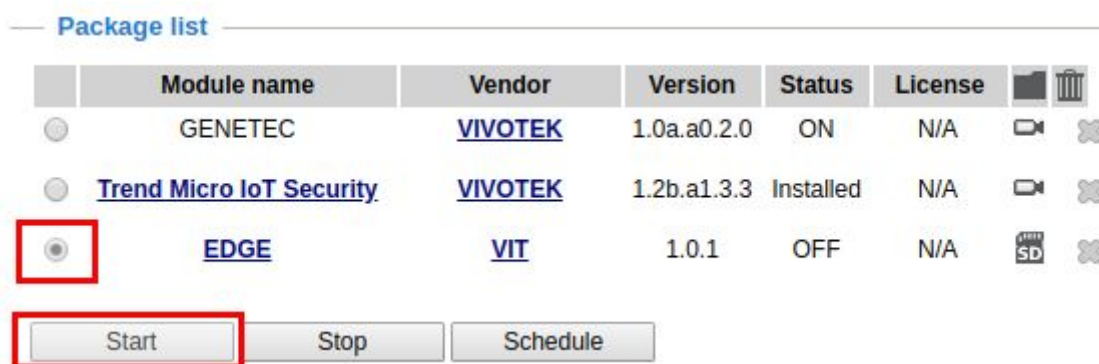 Package list
Module name Vendor Version Status License
GENETEC VIVOTEK 1.0a.a0.2.0 ON N/A
Trend Micro IoT Security VIVOTEK 1.2b.a1.3.3 Installed N/A
EDGE VIT 1.0.1 OFF N/A SD
Start Stop Schedule